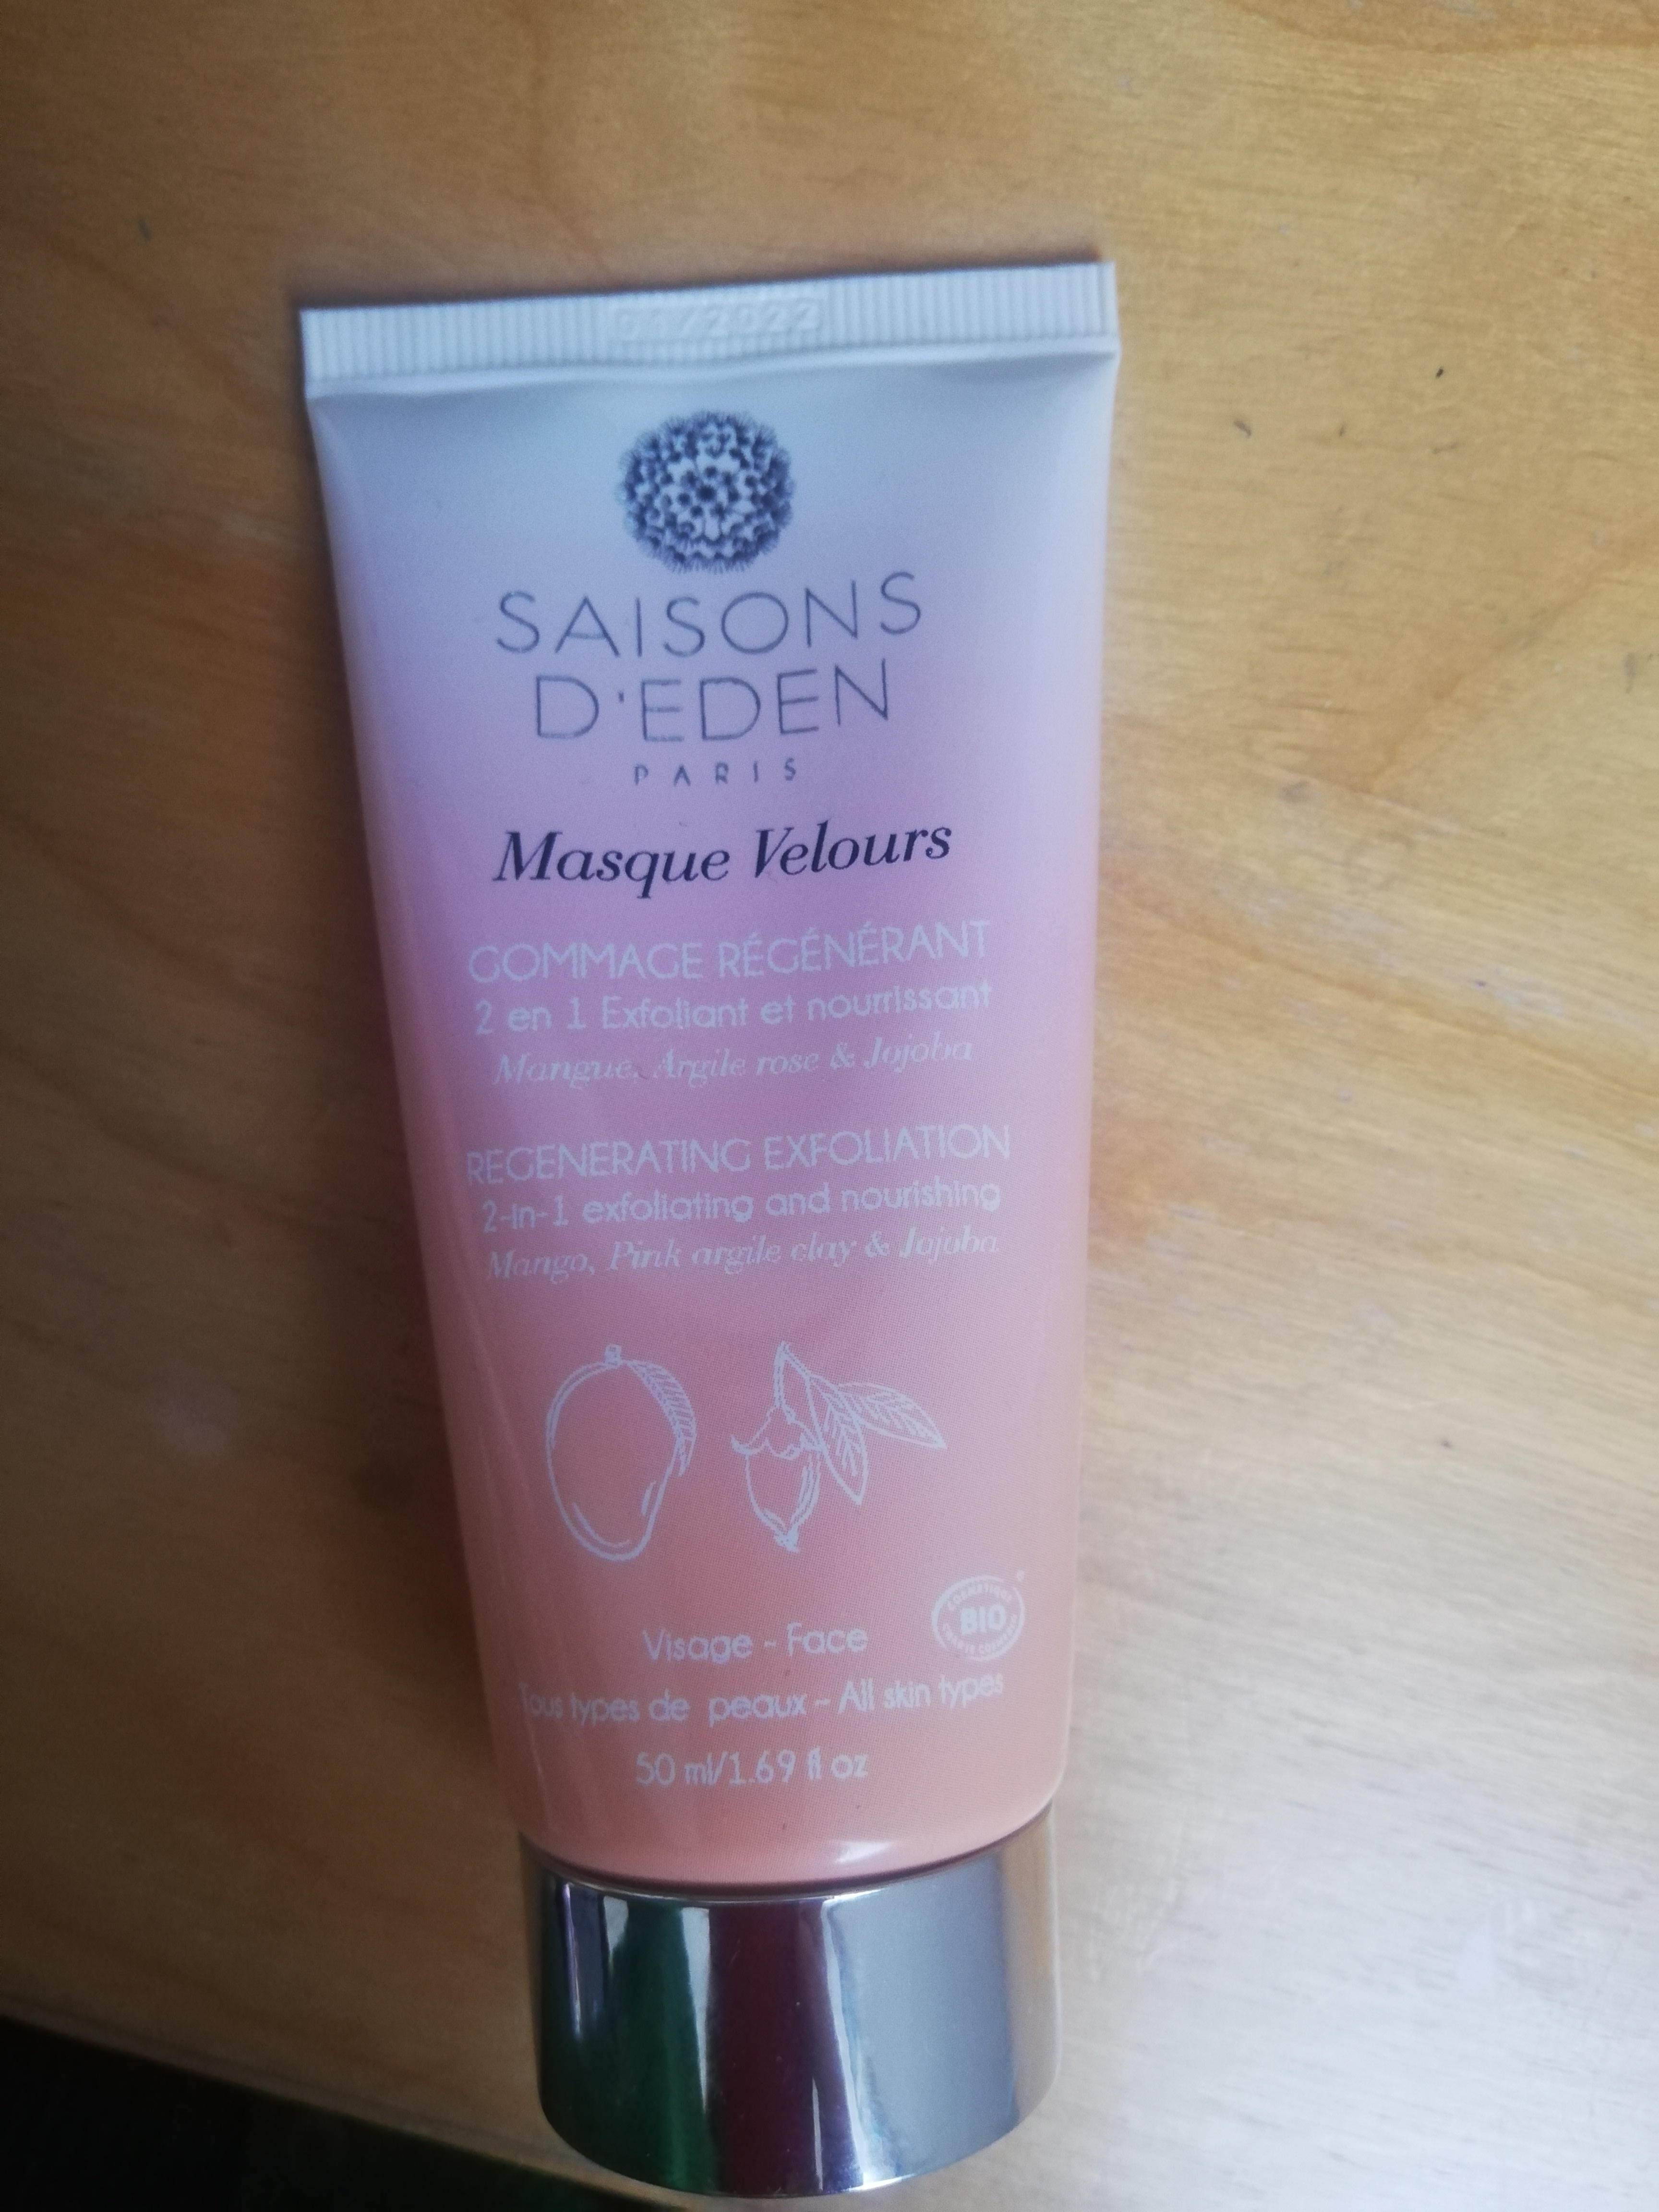 SAISONS
D'EDEN
PARIS
Masque Velours
GOMMAGE RÉGÉNÉRANT
2 en 1 Exfoliant et nourrissant
Mangue, Argile rose & Jojoba
REGENERATING EXFOLIATION
2-in-1 exfoliating and nourishing
Mango, Pink argile clay & Jojoba
COSMETIQUE
BIO
Visage - Face
Tous types de peaux - All skin types
50 ml/1.69 fl oz